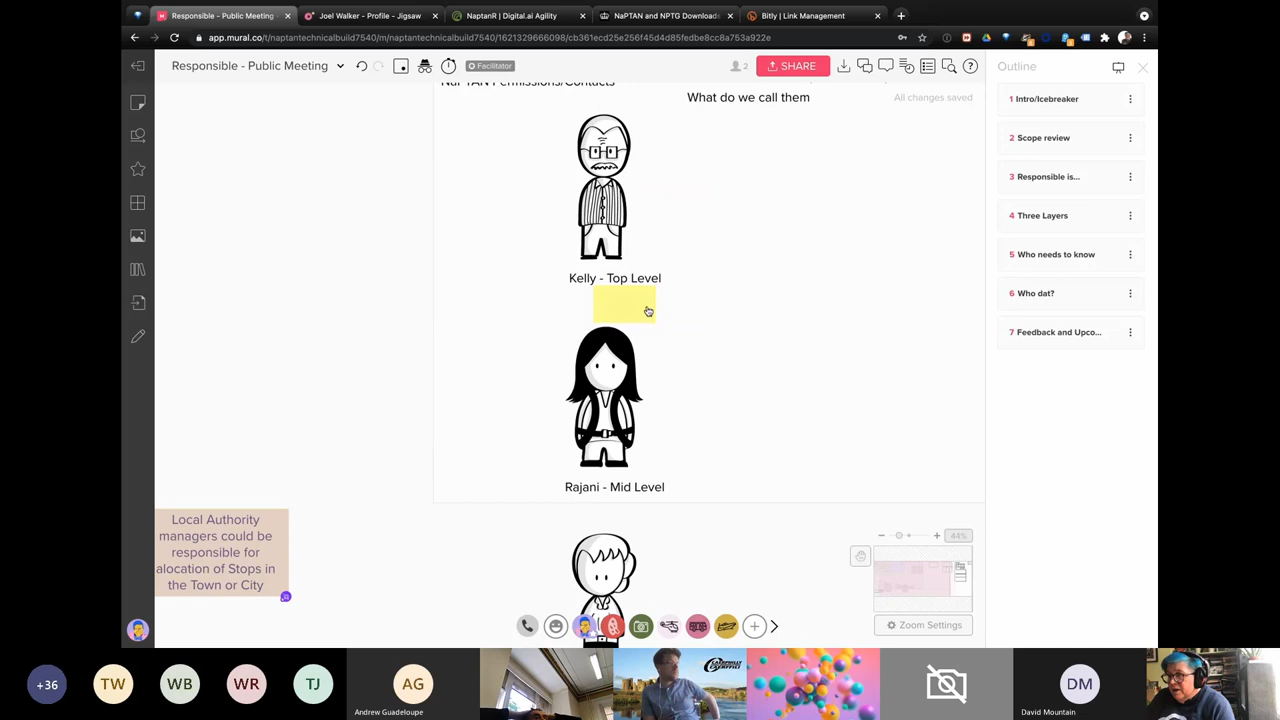 Responsible - Public Meeting
Joel Walker - Profile - Jigsaw
NaptanR | Digital.ai Agility
NaPTAN and NPTG Download
Bitly | Link Management
app.mural.co/t/naptantechnicalbuild7540/m/naptantechnicalbuild7540/1621329666098/cb361ecd25e256f45d4d85fedbe8cc8a753a922e
Responsible - Public Meeting
Facilitator
2
SHARE
Outline
What do we call them
All changes saved
1 Intro/Icebreaker
2 Scope review
3 Responsible is...
4 Three Layers
5 Who needs to know
6 Who dat?
7 Feedback and Upco...
Kelly - Top Level
Rajani - Mid Level
Local Authority
managers could be
responsible for
alocation of Stops in
the Town or City
44%
Zoom Settings
+36
TW
WB
WR
TJ
AG
Andrew Guadeloupe
CAERPHILLY
CAERFFILI
DM
David Mountain